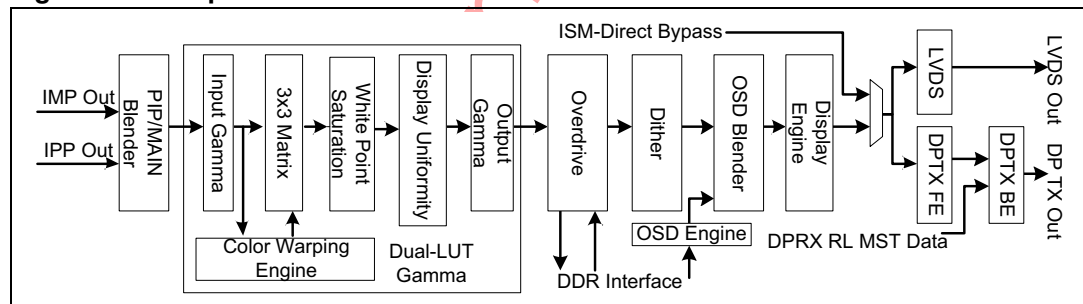 ISM-Direct Bypass
IMP Out
IPP Out
PIP/MAIN
Blender
Input Gamma
3x3 Matrix
White Point
Saturation
Display Uniformity
Output
Gamma
Color Warping
Engine
Dual-LUT
Gamma
Overdrive
Dither
OSD Blender
OSD Engine
Display
Engine
DDR Interface
LVDS
LVDS Out
DPTX FE
DPTX BE
DP TX Out
DPRX RL MST Data